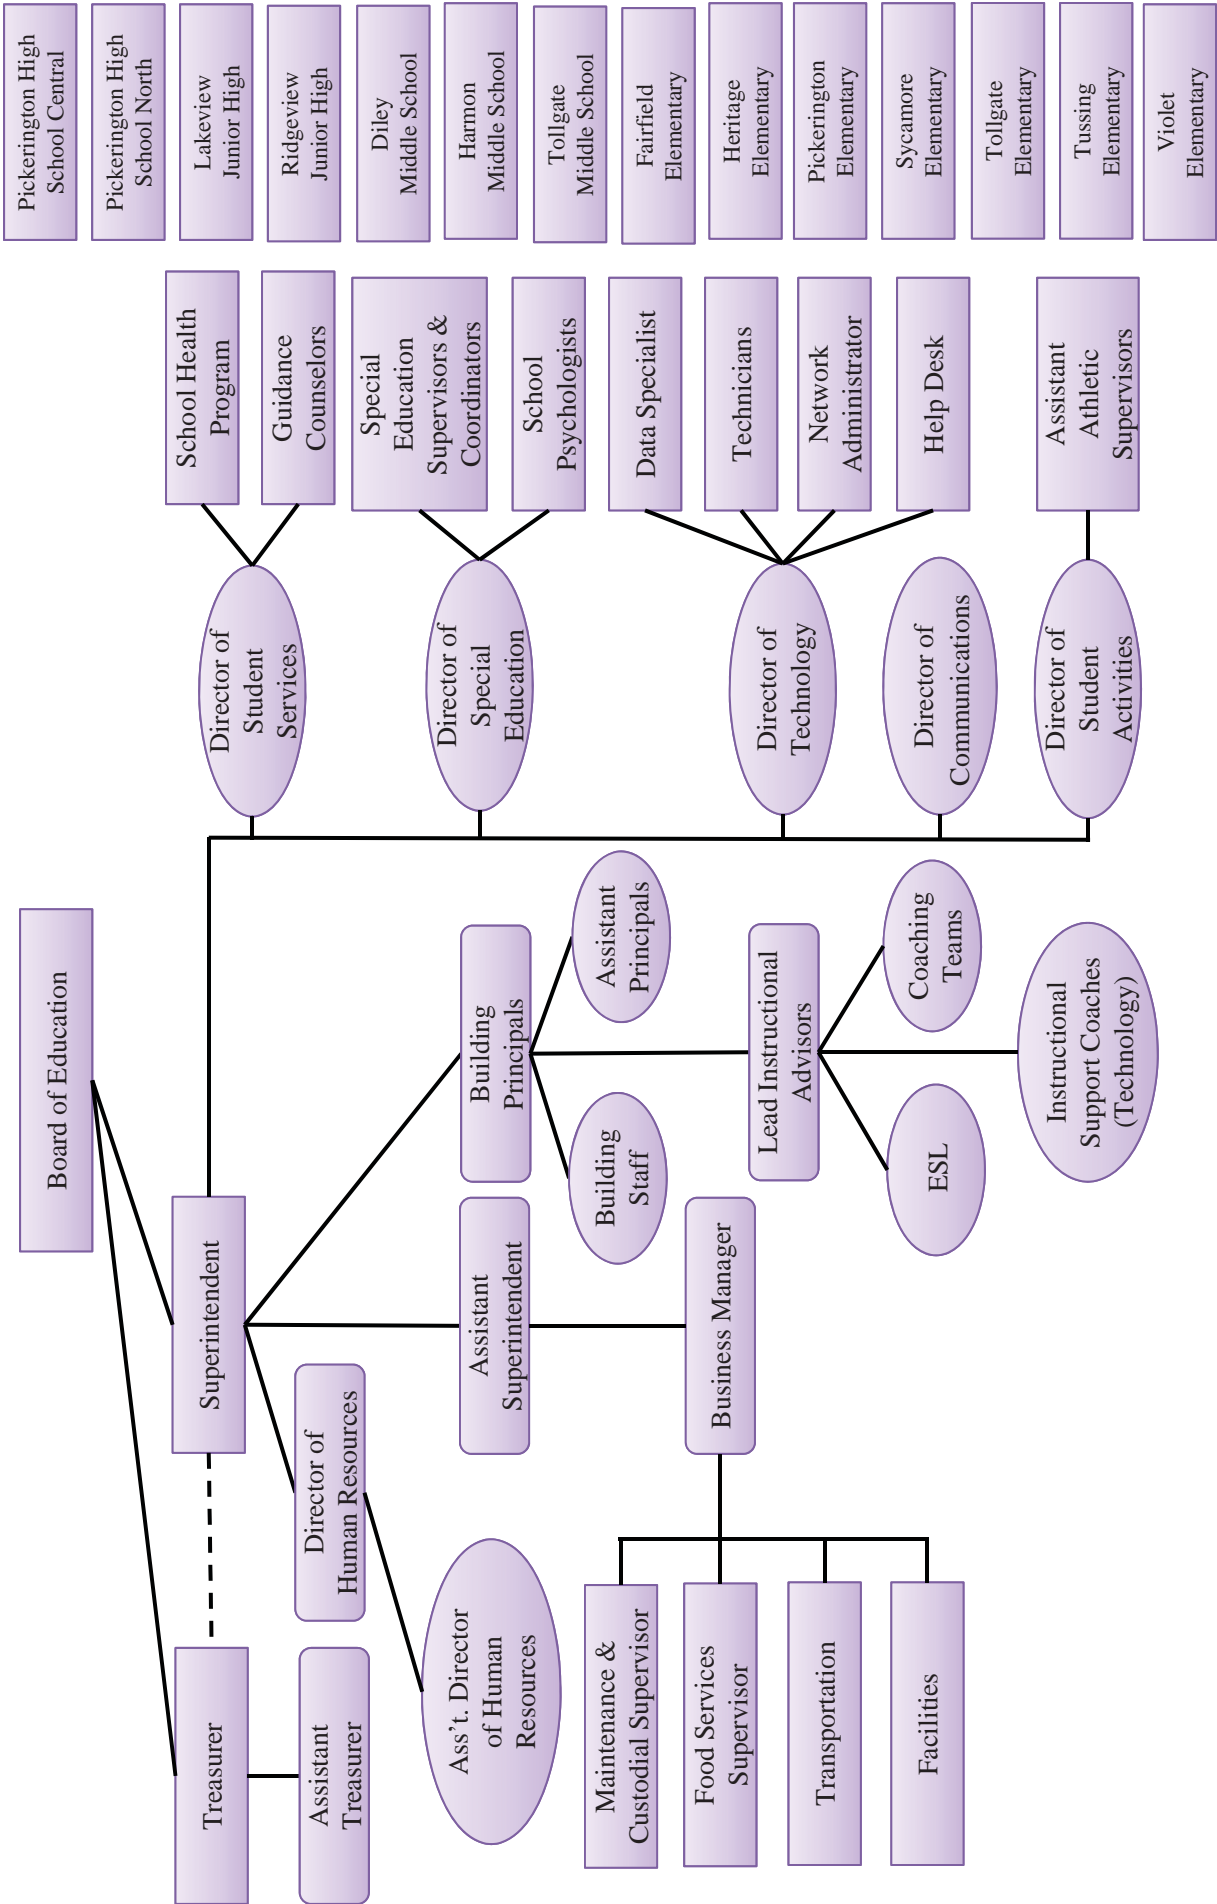 Board of Education
Treasurer
Superintendent
Assistant
Treasurer
Director of
Human Resources
Ass't. Director
of Human
Resources
Assistant
Superintendent
Building
Principals
Building
Staff
Assistant
Principals
Business Manager
Lead Instructional
Advisors
ESL
Coaching
Teams
Instructional
Support Coaches
(Technology)
Maintenance &
Custodial Supervisor
Food Services
Supervisor
Transportation
Facilities
Director of
Student
Services
Director of
Special
Education
Director of
Technology
Director of
Communications
Director of
Student
Activities
School Health
Program
Guidance
Counselors
Special
Education
Supervisors &
Coordinators
School
Psychologists
Data Specialist
Technicians
Network
Administrator
Help Desk
Assistant
Athletic
Supervisors
Pickerington High
School Central
Pickerington High
School North
Lakeview
Junior High
Ridgeview
Junior High
Diley
Middle School
Harmon
Middle School
Tollgate
Middle School
Fairfield
Elementary
Heritage
Elementary
Pickerington
Elementary
Sycamore
Elementary
Tollgate
Elementary
Tussing
Elementary
Violet
Elementary